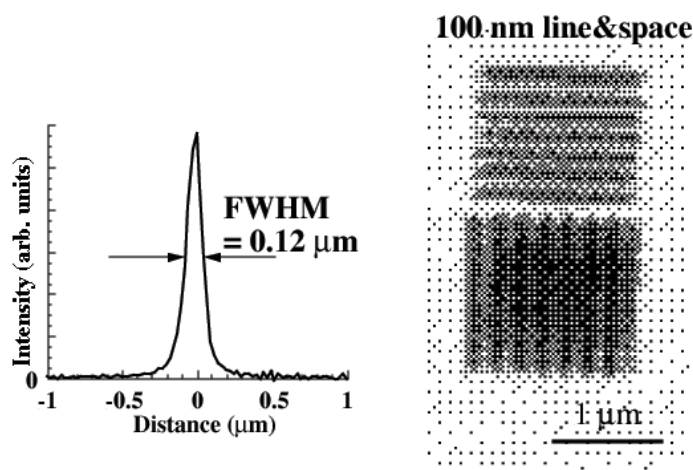 100 nm line&space
FWHM
= 0.12 μm
Intensity (arb. units)
0
-1 -0.5 0 0.5 1
Distance (μm)
1 μm